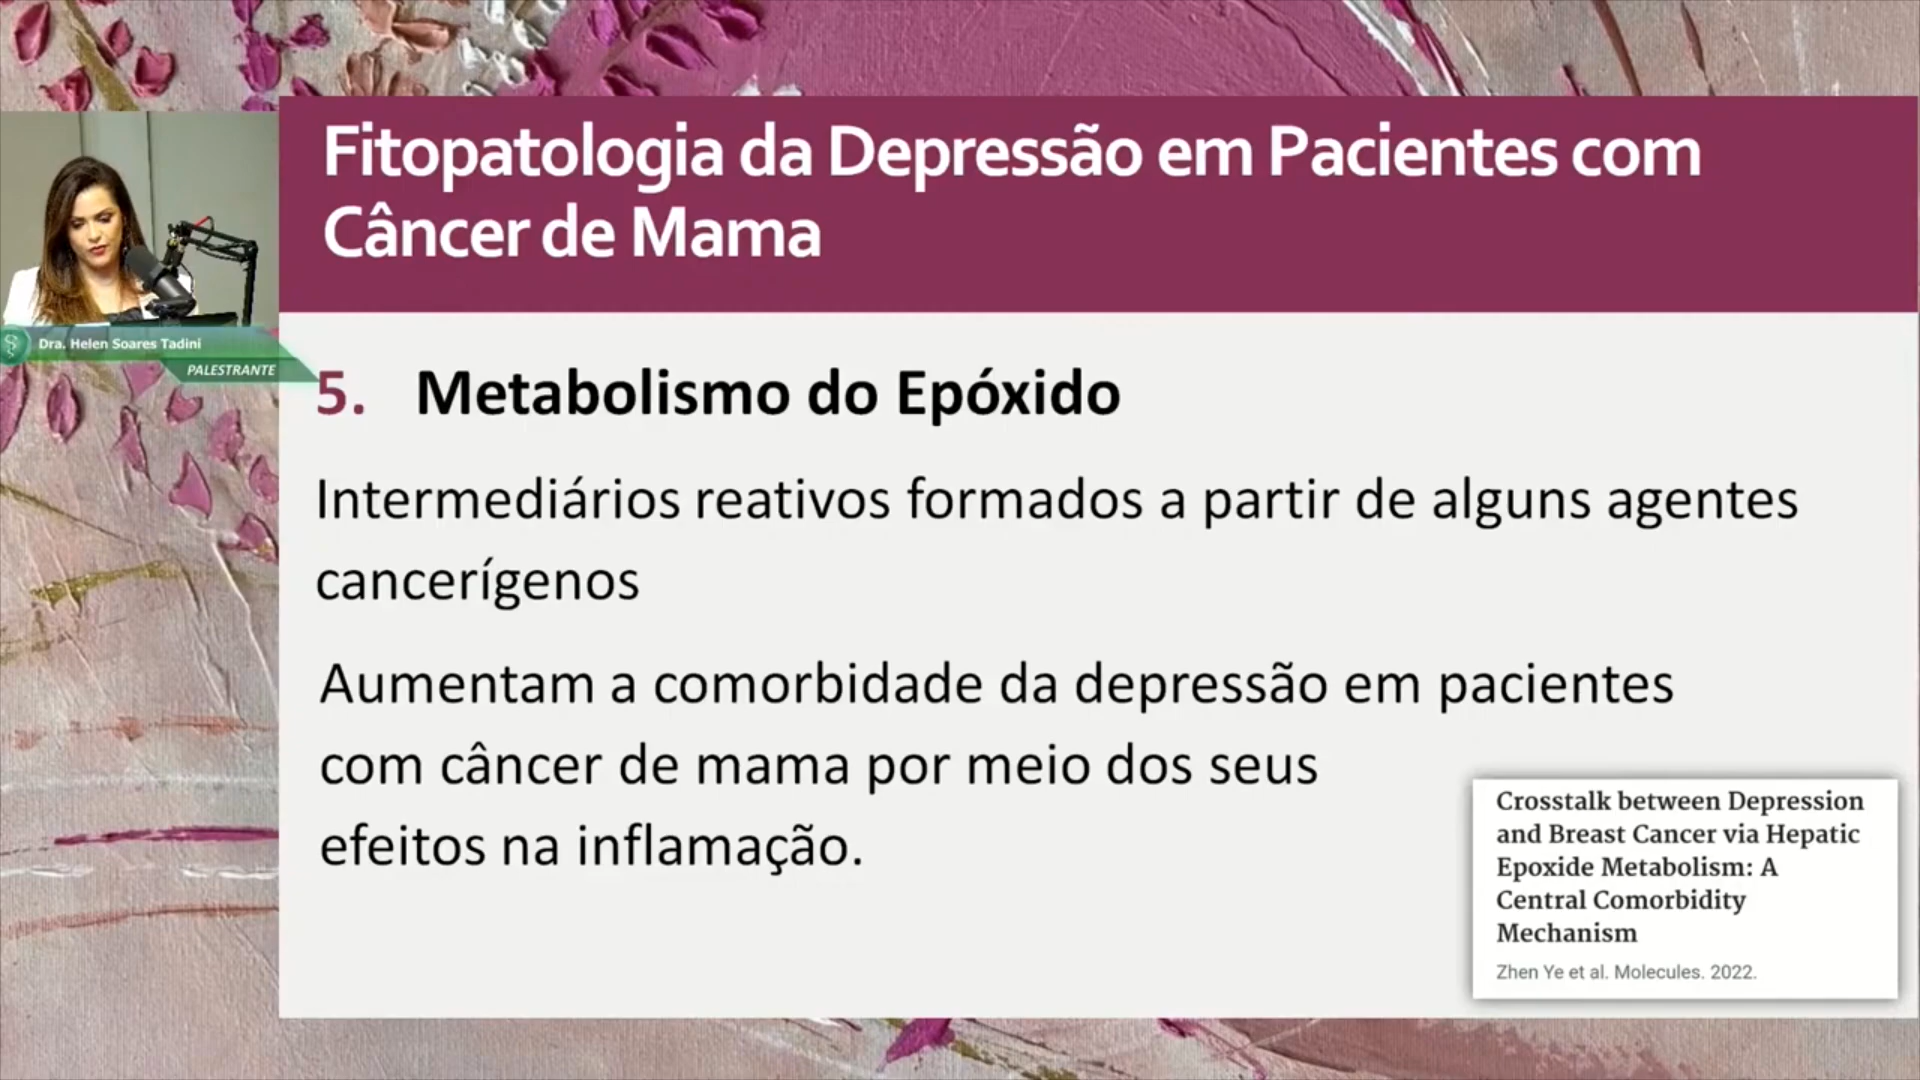 Fitopatologia da Depressão em Pacientes com
Câncer de Mama
Dra. Helen Soares Tadini
PALESTRANTE
5. Metabolismo do Epóxido
Intermediários reativos formados a partir de alguns agentes
cancerígenos
Aumentam a comorbidade da depressão em pacientes
com câncer de mama por meio dos seus
efeitos na inflamação.
Crosstalk between Depression
and Breast Cancer via Hepatic
Epoxide Metabolism: A
Central Comorbidity
Mechanism
Zhen Ye et al. Molecules. 2022.